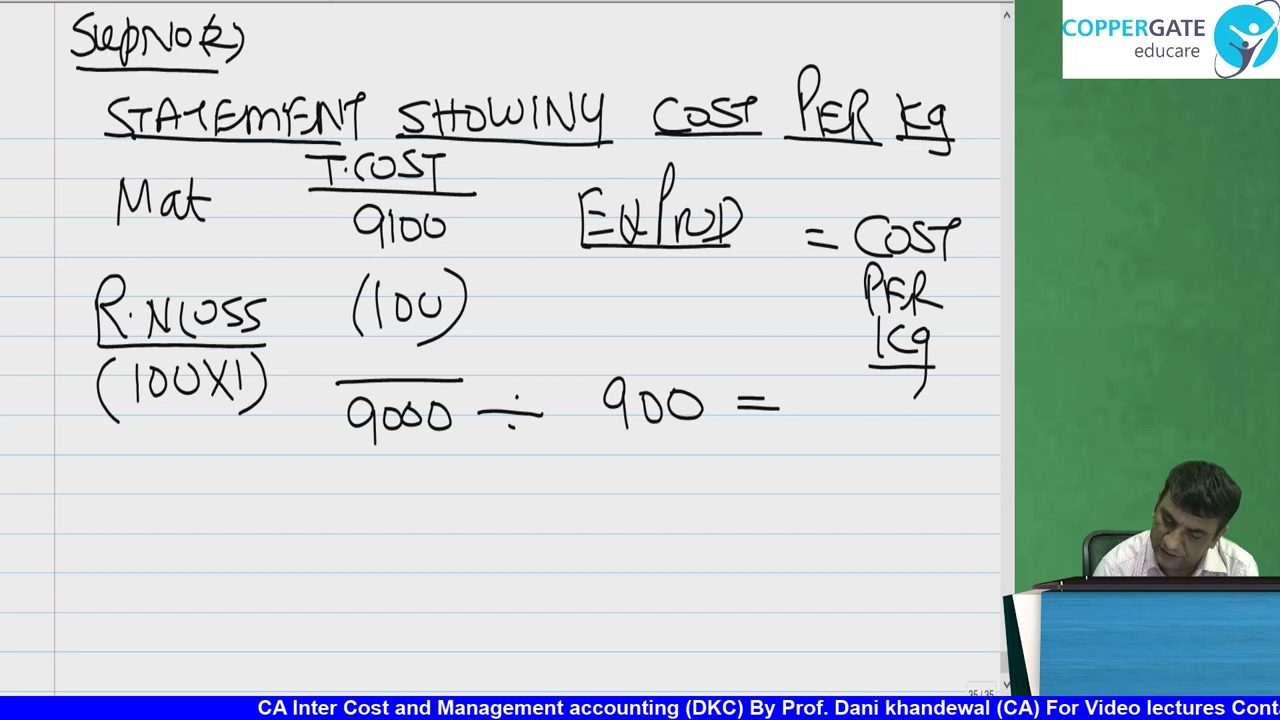 Step No (2)
STATEMENT SHOWING COST PER Kg
T.COST
Mat 9100 EQ PROD = COST PER Kg
R.N LOSS (100)
(100X1)
9000 ÷ 900 =
COPPERGATE
educare
35 / 35
CA Inter Cost and Management accounting (DKC) By Prof. Dani khandewal (CA) For Video lectures Cont